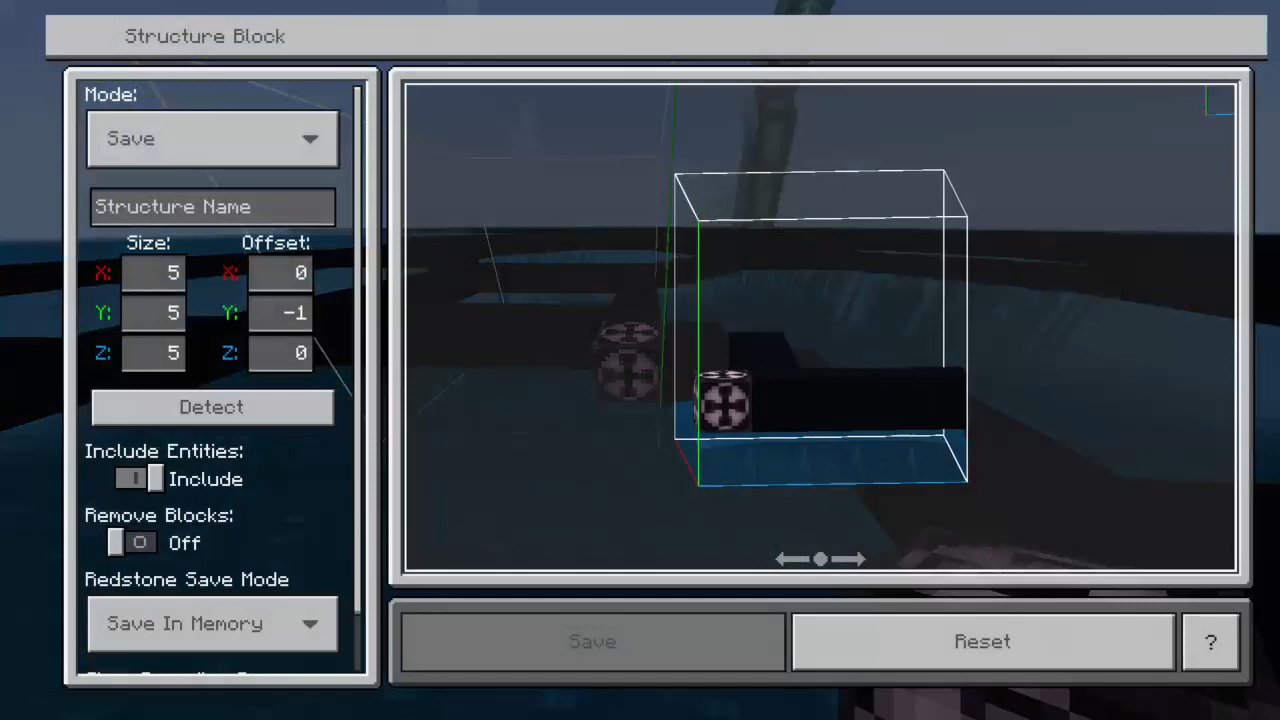 Structure Block
Mode:
Save
Structure Name
Size: Offset:
X: 5 X: 0
Y: 5 Y: -1
Z: 5 Z: 0
Detect
Include Entities:
Include
Remove Blocks:
Off
Redstone Save Mode
Save In Memory
Save
Reset
?